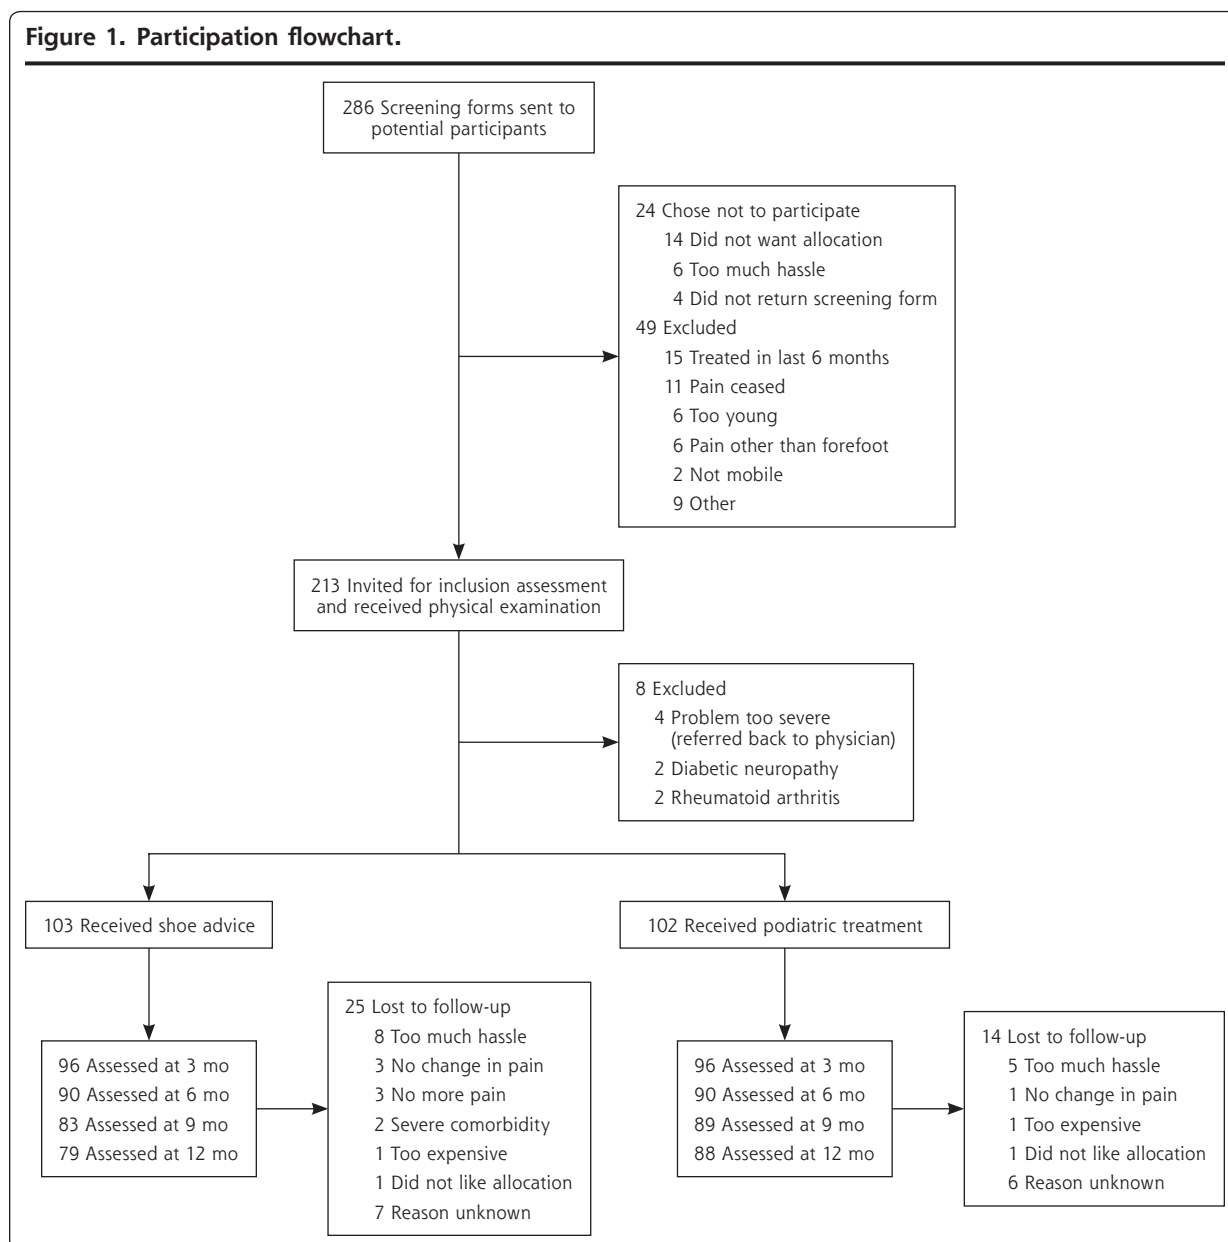 Figure 1. Participation flowchart.
286 Screening forms sent to
potential participants
24 Chose not to participate
14 Did not want allocation
6 Too much hassle
4 Did not return screening form
49 Excluded
15 Treated in last 6 months
11 Pain ceased
6 Too young
6 Pain other than forefoot
2 Not mobile
9 Other
213 Invited for inclusion assessment
and received physical examination
8 Excluded
4 Problem too severe
(referred back to physician)
2 Diabetic neuropathy
2 Rheumatoid arthritis
103 Received shoe advice
102 Received podiatric treatment
96 Assessed at 3 mo
90 Assessed at 6 mo
83 Assessed at 9 mo
79 Assessed at 12 mo
25 Lost to follow-up
8 Too much hassle
3 No change in pain
3 No more pain
2 Severe comorbidity
1 Too expensive
1 Did not like allocation
7 Reason unknown
96 Assessed at 3 mo
90 Assessed at 6 mo
89 Assessed at 9 mo
88 Assessed at 12 mo
14 Lost to follow-up
5 Too much hassle
1 No change in pain
1 Too expensive
1 Did not like allocation
6 Reason unknown